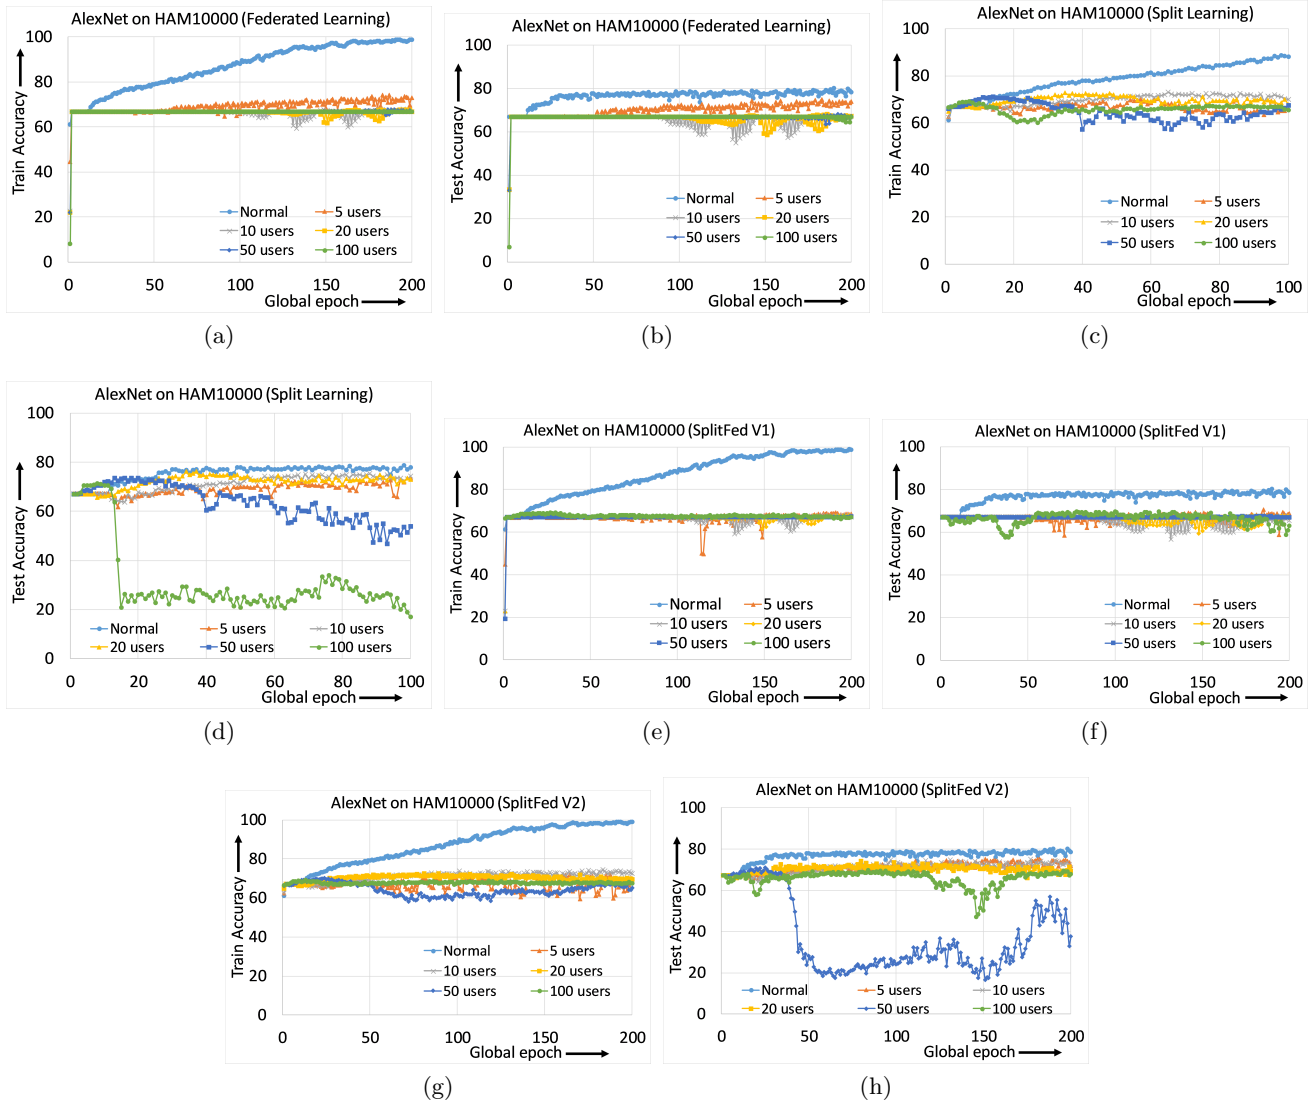 AlexNet on HAM10000 (Federated Learning)
Train Accuracy
100
80
60
40
20
0
0 50 100 150 200
Global epoch
Normal 5 users
10 users 20 users
50 users 100 users
(a)
AlexNet on HAM10000 (Federated Learning)
Test Accuracy
100
80
60
40
20
0
0 50 100 150 200
Global epoch
Normal 5 users
10 users 20 users
50 users 100 users
(b)
AlexNet on HAM10000 (Split Learning)
Train Accuracy
100
80
60
40
20
0
0 20 40 60 80 100
Global epoch
Normal 5 users
10 users 20 users
50 users 100 users
(c)
AlexNet on HAM10000 (Split Learning)
Test Accuracy
100
80
60
40
20
0
0 20 40 60 80 100
Global epoch
Normal 5 users 10 users
20 users 50 users 100 users
(d)
AlexNet on HAM10000 (SplitFed V1)
Train Accuracy
100
80
60
40
20
0
0 50 100 150 200
Global epoch
Normal 5 users
10 users 20 users
50 users 100 users
(e)
AlexNet on HAM10000 (SplitFed V1)
Test Accuracy
100
80
60
40
20
0
0 50 100 150 200
Global epoch
Normal 5 users
10 users 20 users
50 users 100 users
(f)
AlexNet on HAM10000 (SplitFed V2)
Train Accuracy
100
80
60
40
20
0
0 50 100 150 200
Global epoch
Normal 5 users
10 users 20 users
50 users 100 users
(g)
AlexNet on HAM10000 (SplitFed V2)
Test Accuracy
100
80
60
40
20
0
0 50 100 150 200
Global epoch
Normal 5 users 10 users
20 users 50 users 100 users
(h)